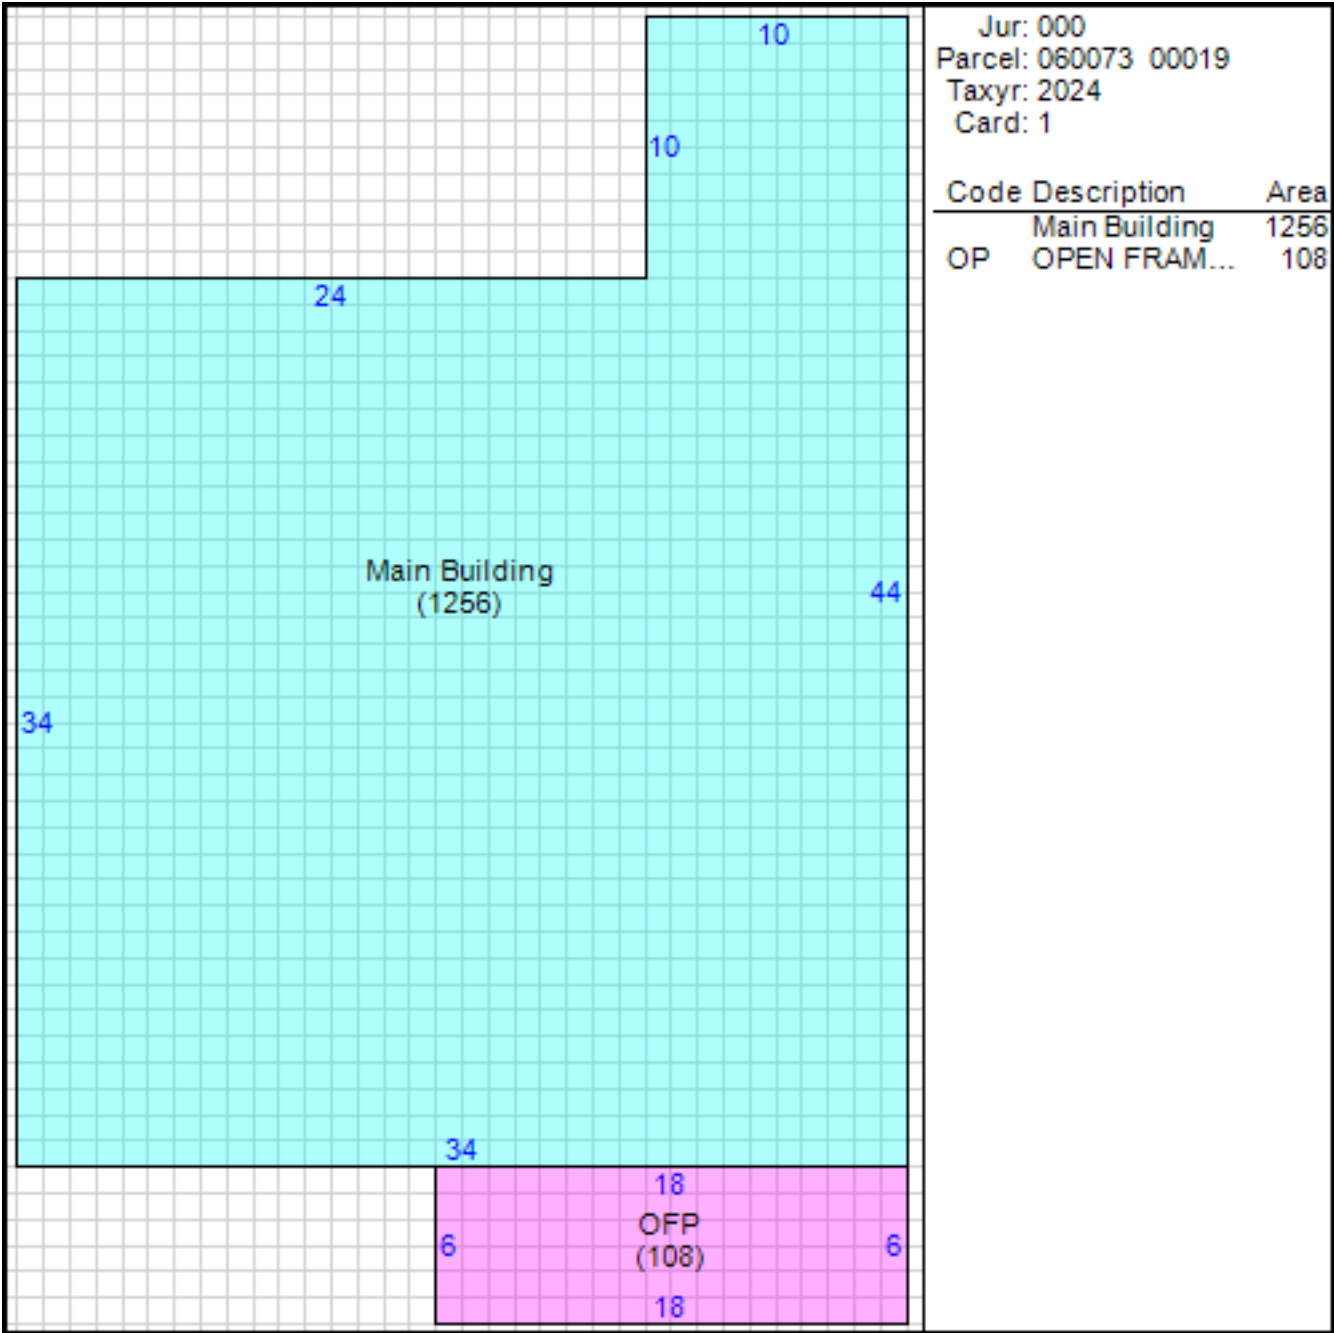 10
10
24
Main Building
(1256)
44
34
34
18
OFP
6
6
(108)
18
Jur: 000
Parcel: 060073 00019
Taxyr: 2024
Card: 1
Code Description Area
Main Building 1256
OP OPEN FRAM... 108